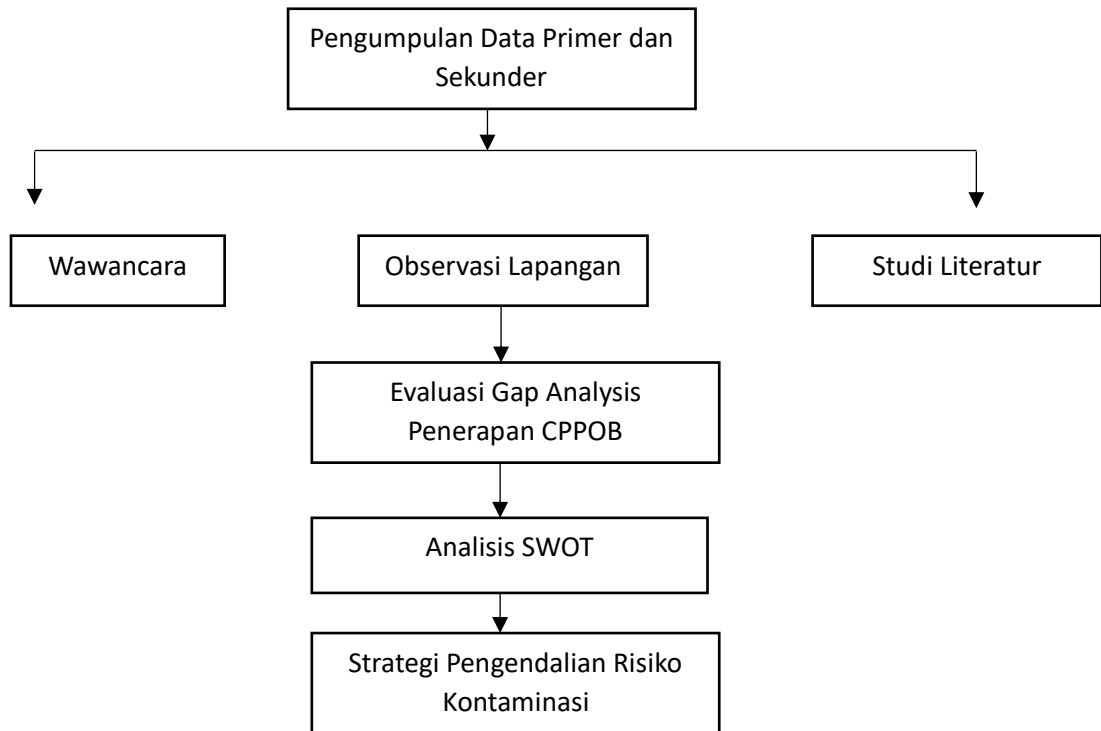 Pengumpulan Data Primer dan
Sekunder
Wawancara
Observasi Lapangan
Studi Literatur
Evaluasi Gap Analysis
Penerapan CPPOB
Analisis SWOT
Strategi Pengendalian Risiko
Kontaminasi